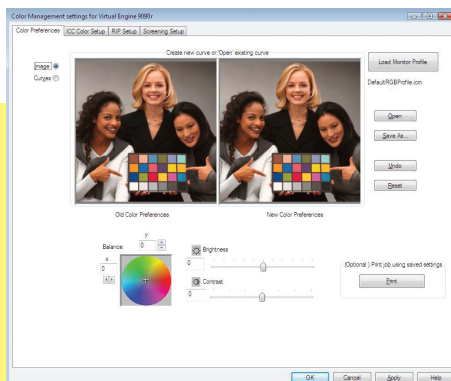 Color Management settings for Virtual Engine 9090r
Color Preferences
ICC Color Setup
RIP Setup
Screening Setup
Create new curve or 'Open' existing curve
Image
Curves
Load Monitor Profile
DefaultRGBProfile.icm
Open
Save As...
Undo
Reset
Old Color Preferences
New Color Preferences
y
Balance
0
x
0
Brightness
0
Contrast
0
(Optional ) Print job using saved settings
Print
OK
Cancel
Apply
Help